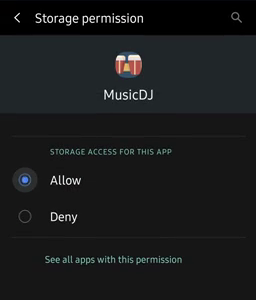 Storage permission
MusicDJ
STORAGE ACCESS FOR THIS APP
Allow
Deny
See all apps with this permission